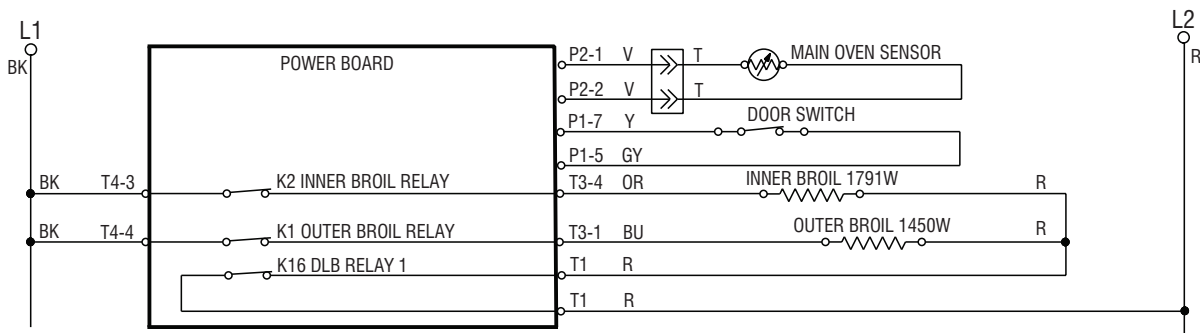 L1
L2
BK
R
POWER BOARD
P2-1 V T MAIN OVEN SENSOR
P2-2 V T
DOOR SWITCH
P1-7 Y
P1-5 GY
BK T4-3 K2 INNER BROIL RELAY T3-4 OR INNER BROIL 1791W R
BK T4-4 K1 OUTER BROIL RELAY T3-1 BU OUTER BROIL 1450W R
K16 DLB RELAY 1 T1 R
T1 R